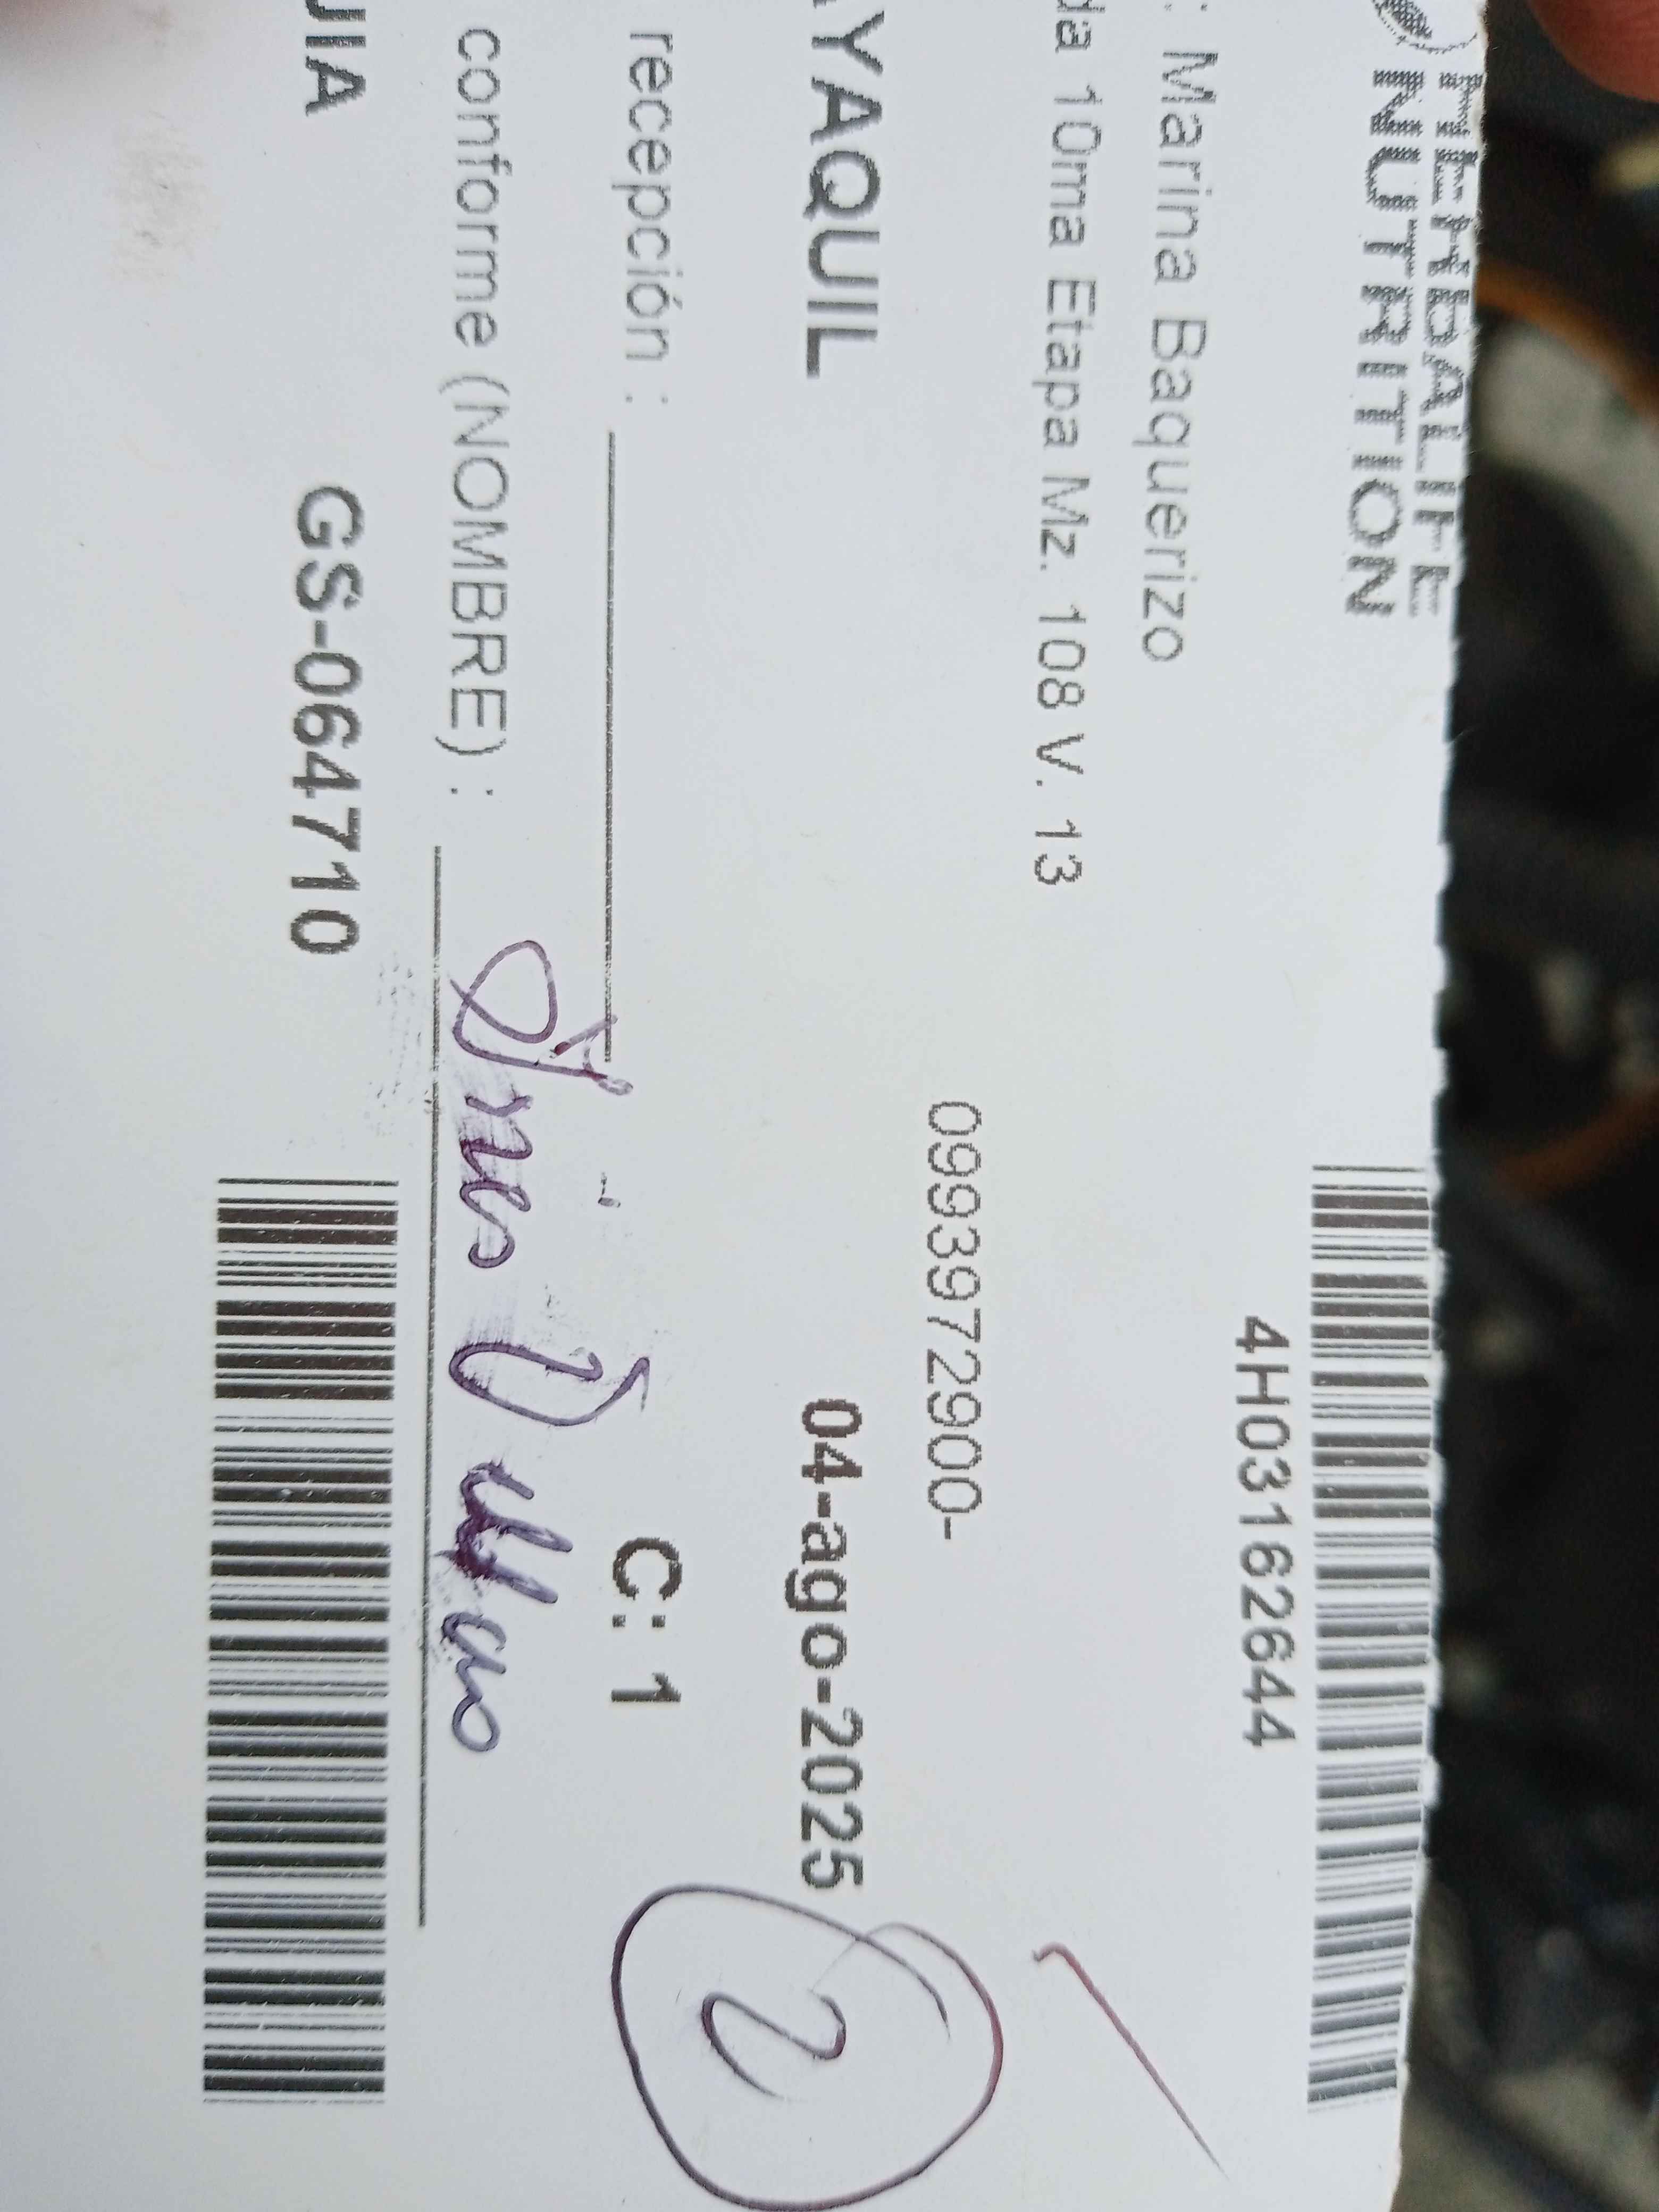 HERBALIFE
NUTRITION
: Marina Baquerizo
4H03162644
da 10ma Etapa Mz. 108 V. 13
0993972900-
YAQUIL
04-ago-2025
recepción :
C: 1
2
conforme (NOMBRE) :
UIA
GS-064710